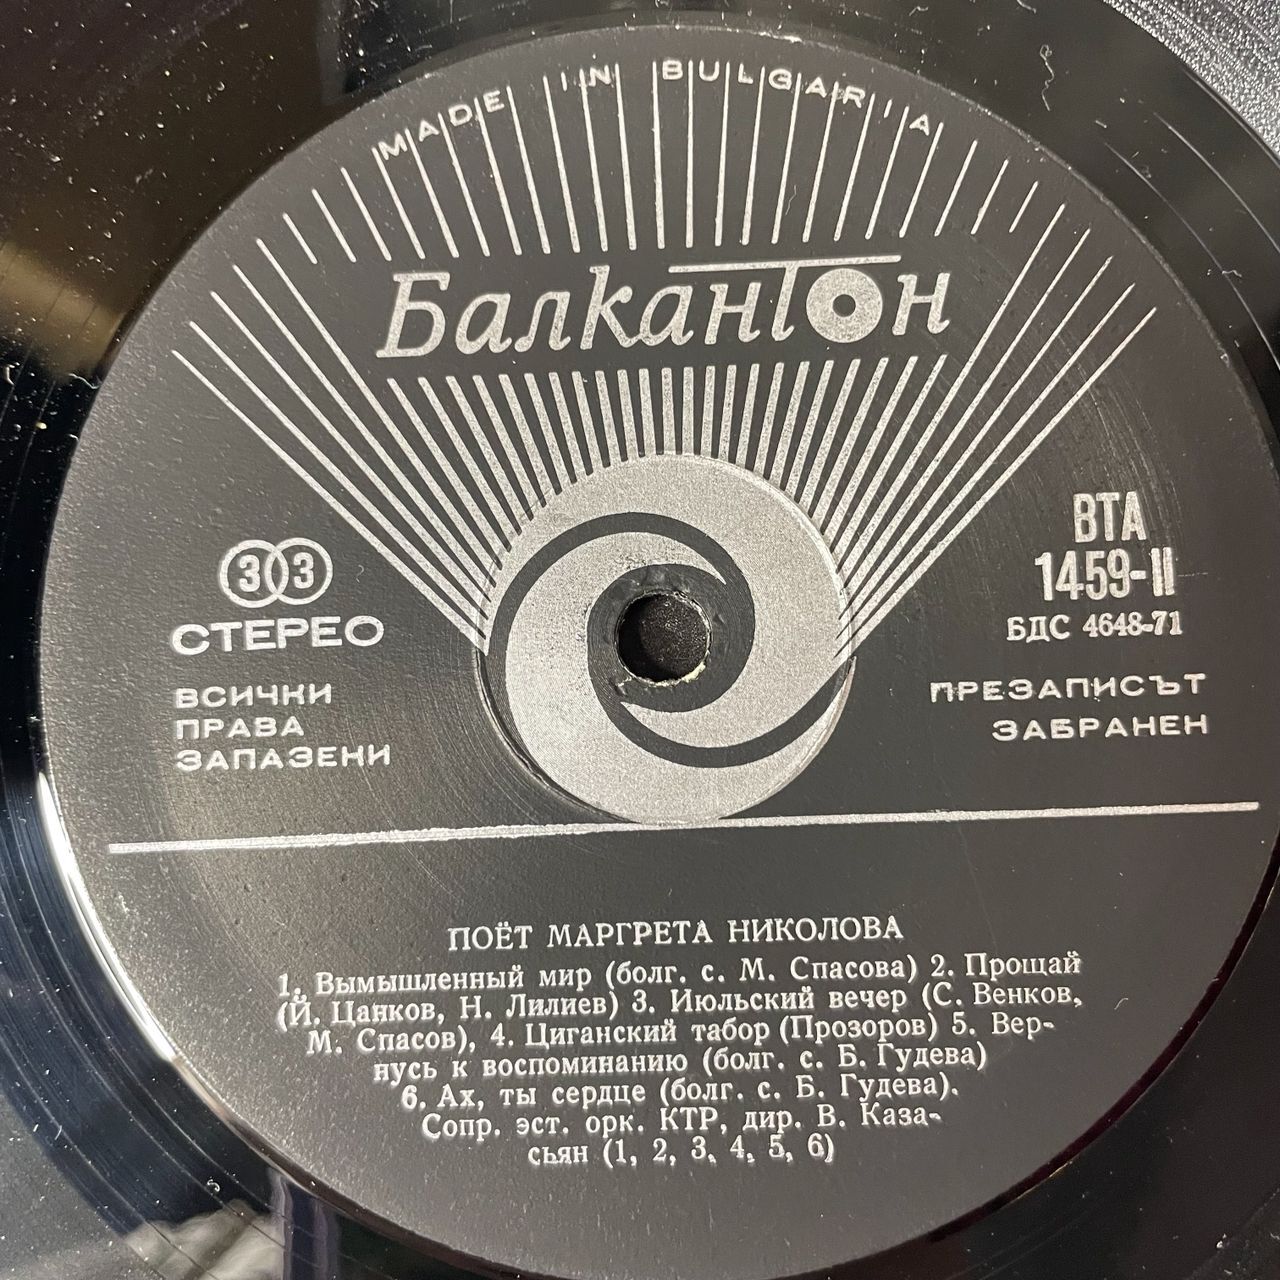 MADE IN BULGARIA
Балкантон
33
СТЕРЕО
ВСИЧКИ
ПРАВА
ЗАПАЗЕНИ
ВТА
1459-II
БДС 4648-71
ПРЕЗАПИСЪТ
ЗАБРАНЕН
ПОЁТ МАРГРЕТА НИКОЛОВА
1. Вымышленный мир (болг. с. М. Спасова) 2. Прощай
(Й. Цанков, Н. Лилиев) 3. Июльский вечер (С. Венков,
М. Спасов), 4. Циганский табор (Прозоров) 5. Вер-
нусь к воспоминанию (болг. с. Б. Гудева)
6. Ах, ты сердце (болг. с. Б. Гудева).
Сопр. эст. орк. КТР, дир. В. Каза-
сьян (1, 2, 3, 4, 5, 6)